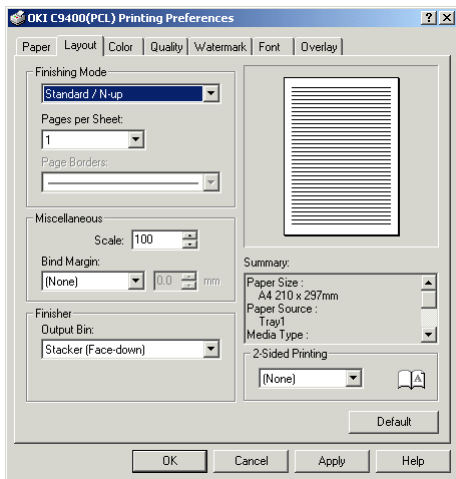 OKI C9400(PCL) Printing Preferences
Paper Layout Color Quality Watermark Font Overlay
Finishing Mode
Standard / N-up
Pages per Sheet:
1
Page Borders:
Miscellaneous
Scale: 100
Bind Margin:
(None) 0.0 mm
Finisher
Output Bin:
Stacker (Face-down)
Summary:
Paper Size :
A4 210 x 297mm
Paper Source :
Tray1
Media Type :
2-Sided Printing
(None) A
Default
OK Cancel Apply Help